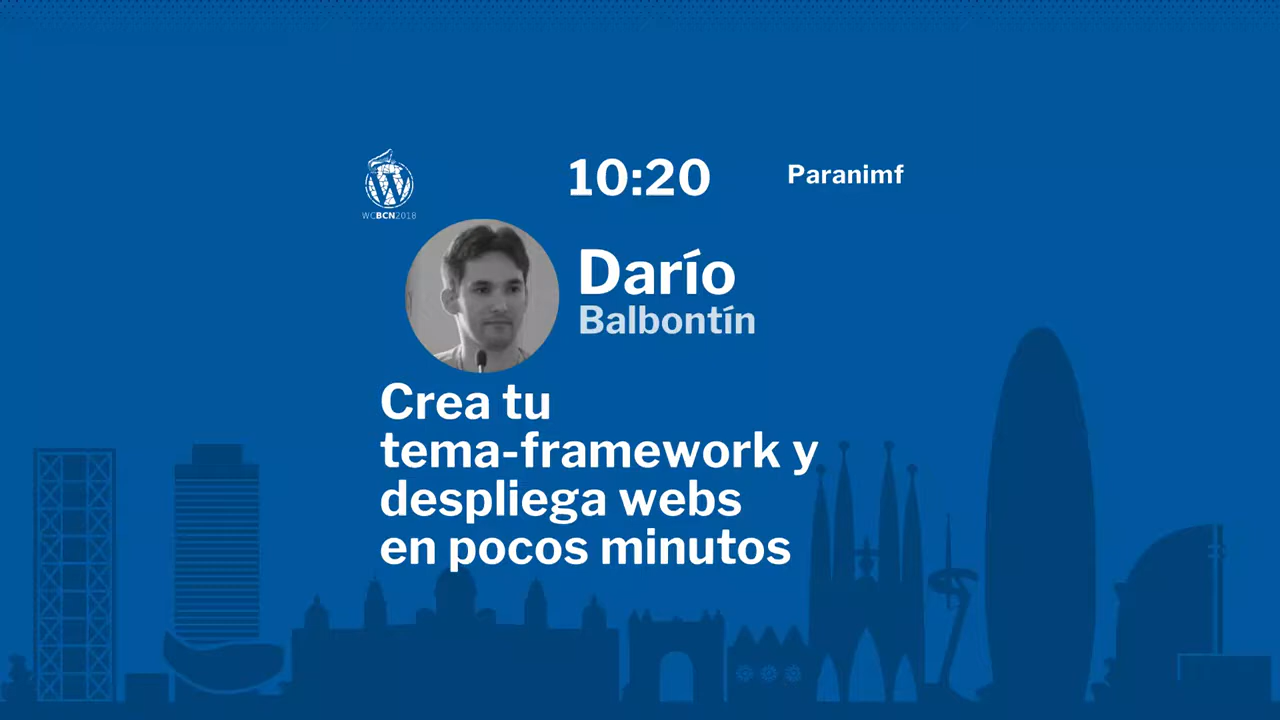 10:20
Paranimf
WCBCN2018
Darío
Balbontín
Crea tu
tema-framework y
despliega webs
en pocos minutos